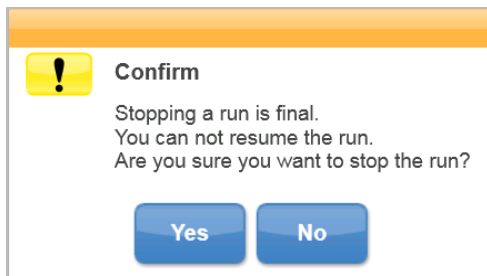 Confirm
Stopping a run is final.
You can not resume the run.
Are you sure you want to stop the run?
Yes
No